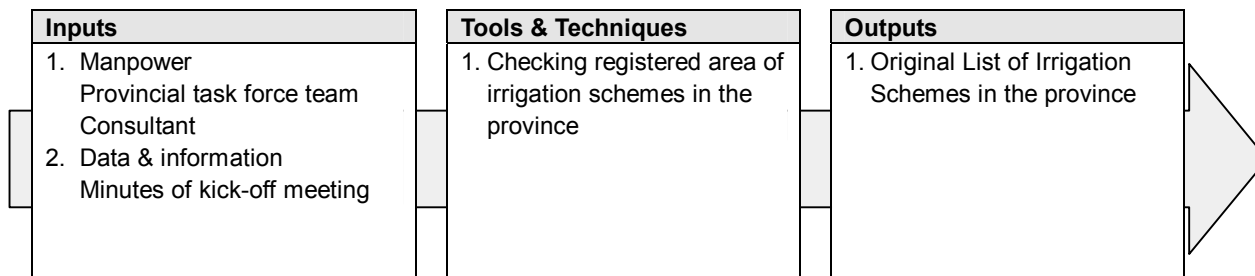 Inputs
1. Manpower
Provincial task force team
Consultant
2. Data & information
Minutes of kick-off meeting
Tools & Techniques
1. Checking registered area of
irrigation schemes in the
province
Outputs
1. Original List of Irrigation
Schemes in the province